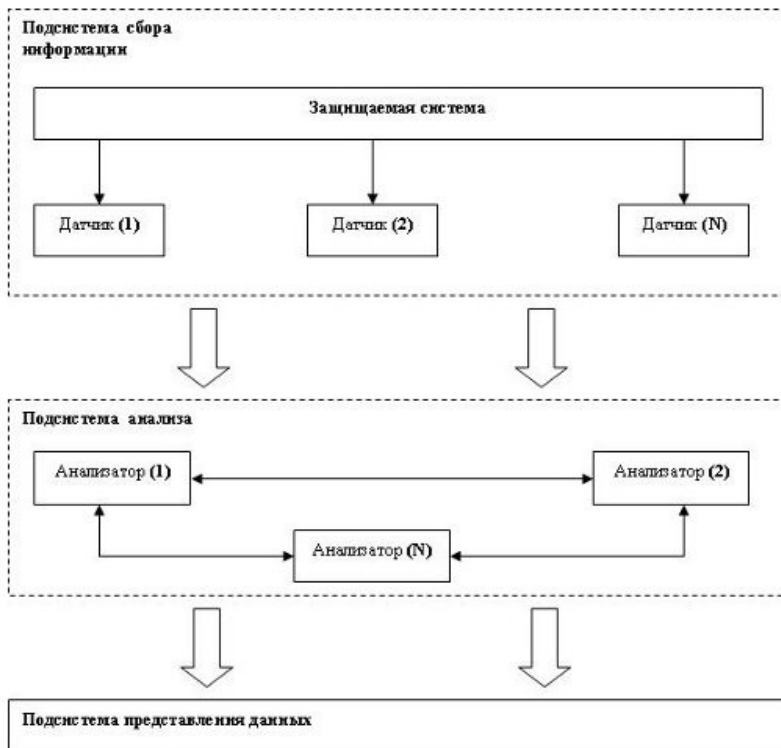 Подсистема сбора
информации
Защищаемая система
Датчик (1)
Датчик (2)
Датчик (N)
Подсистема анализа
Анализатор (1)
Анализатор (2)
Анализатор (N)
Подсистема представления данных